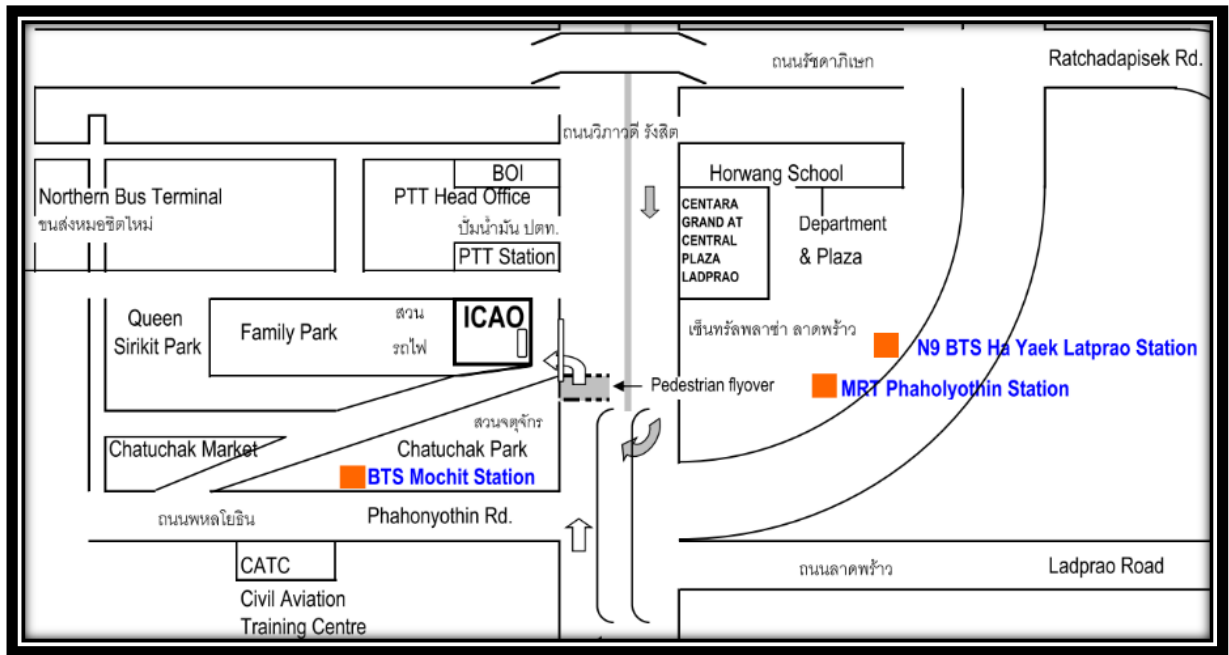 ถนนรัชดาภิเษก
Ratchadapisek Rd.
ถนนวิภาวดี รังสิต
BOI
Horwang School
Northern Bus Terminal
ขนส่งหมอชิตใหม่
PTT Head Office
ปั๊มน้ำมัน ปตท.
PTT Station
CENTARA
GRAND AT
CENTRAL
PLAZA
LADPRAO
Department
& Plaza
Queen
Sirikit Park
Family Park
สวน
รถไฟ
ICAO
เซ็นทรัลพลาซ่า ลาดพร้าว
N9 BTS Ha Yaek Latprao Station
Pedestrian flyover
MRT Phaholyothin Station
สวนจตุจักร
Chatuchak Market
Chatuchak Park
BTS Mochit Station
ถนนพหลโยธิน
Phahonyothin Rd.
CATC
Civil Aviation
Training Centre
ถนนลาดพร้าว
Ladprao Road